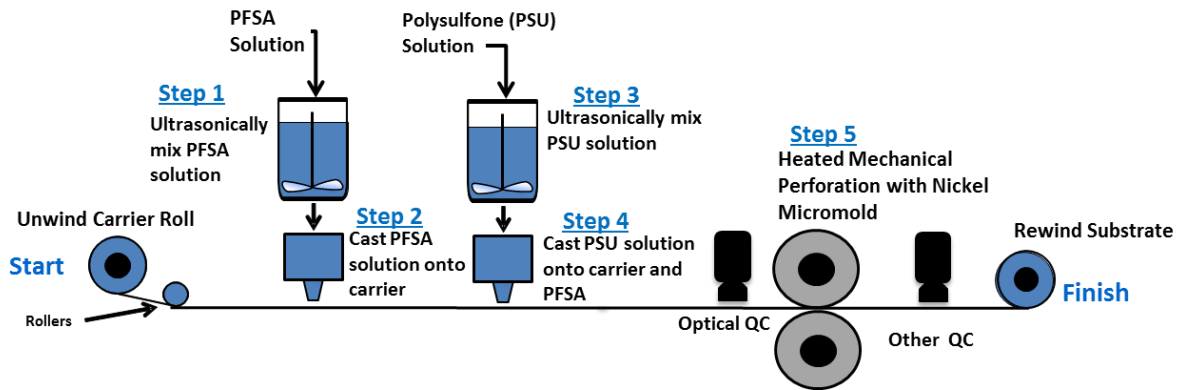 PFSA
Solution
Polysulfone (PSU)
Solution
Step 1
Ultrasonically
mix PFSA
solution
Step 3
Ultrasonically mix
PSU solution
Step 5
Heated Mechanical
Perforation with Nickel
Micromold
Unwind Carrier Roll
Step 2
Cast PFSA
solution onto
carrier
Step 4
Cast PSU solution
onto carrier and
PFSA
Rewind Substrate
Start
Finish
Rollers
Optical QC
Other QC